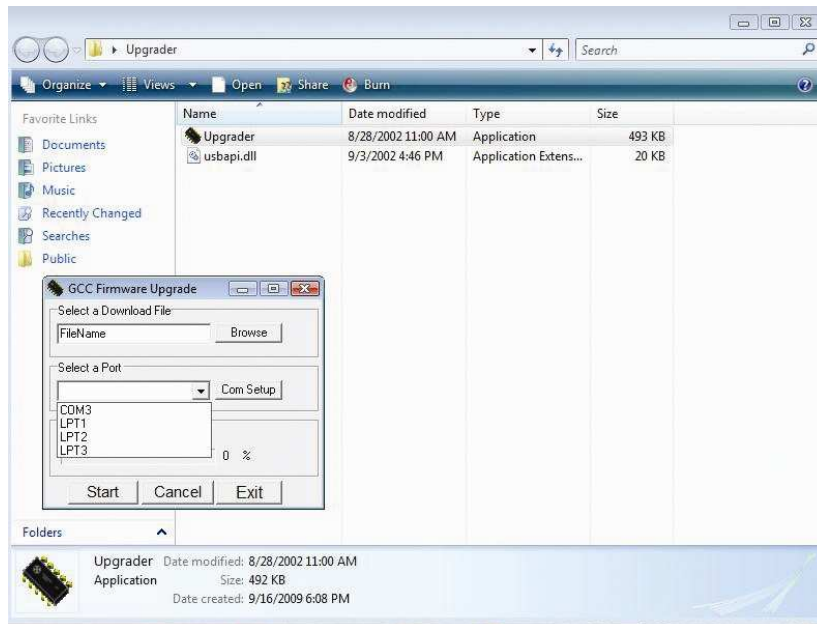 Upgrader
Search
Organize Views Open Share Burn
Favorite Links
Documents
Pictures
Music
Recently Changed
Searches
Public
Folders
Name Date modified Type Size
Upgrader 8/28/2002 11:00 AM Application 493 KB
usbapi.dll 9/3/2002 4:46 PM Application Extens... 20 KB
GCC Firmware Upgrade
Select a Download File
FileName Browse
Select a Port
Com Setup
COM3
LPT1
LPT2
LPT3
0 %
Start Cancel Exit
Upgrader Date modified: 8/28/2002 11:00 AM
Application Size: 492 KB
Date created: 9/16/2009 6:08 PM